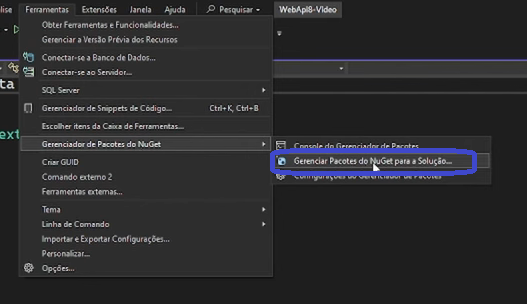 lise Ferramentas Extensões Janela Ajuda Pesquisar WebApi8-Video
Obter Ferramentas e Funcionalidades...
Gerenciar a Versão Prévia dos Recursos
Conectar-se a Banco de Dados...
Conectar-se ao Servidor...
ta
SQL Server
Gerenciador de Snippets de Código... Ctrl+K, Ctrl+B
Escolher itens da Caixa de Ferramentas...
ext
Gerenciador de Pacotes do NuGet
Console do Gerenciador de Pacotes
Gerenciar Pacotes do NuGet para a Solução...
Configurações do Gerenciador de Pacotes
Criar GUID
Comando externo 2
Ferramentas externas...
Tema
Linha de Comando
Importar e Exportar Configurações...
Personalizar...
Opções...